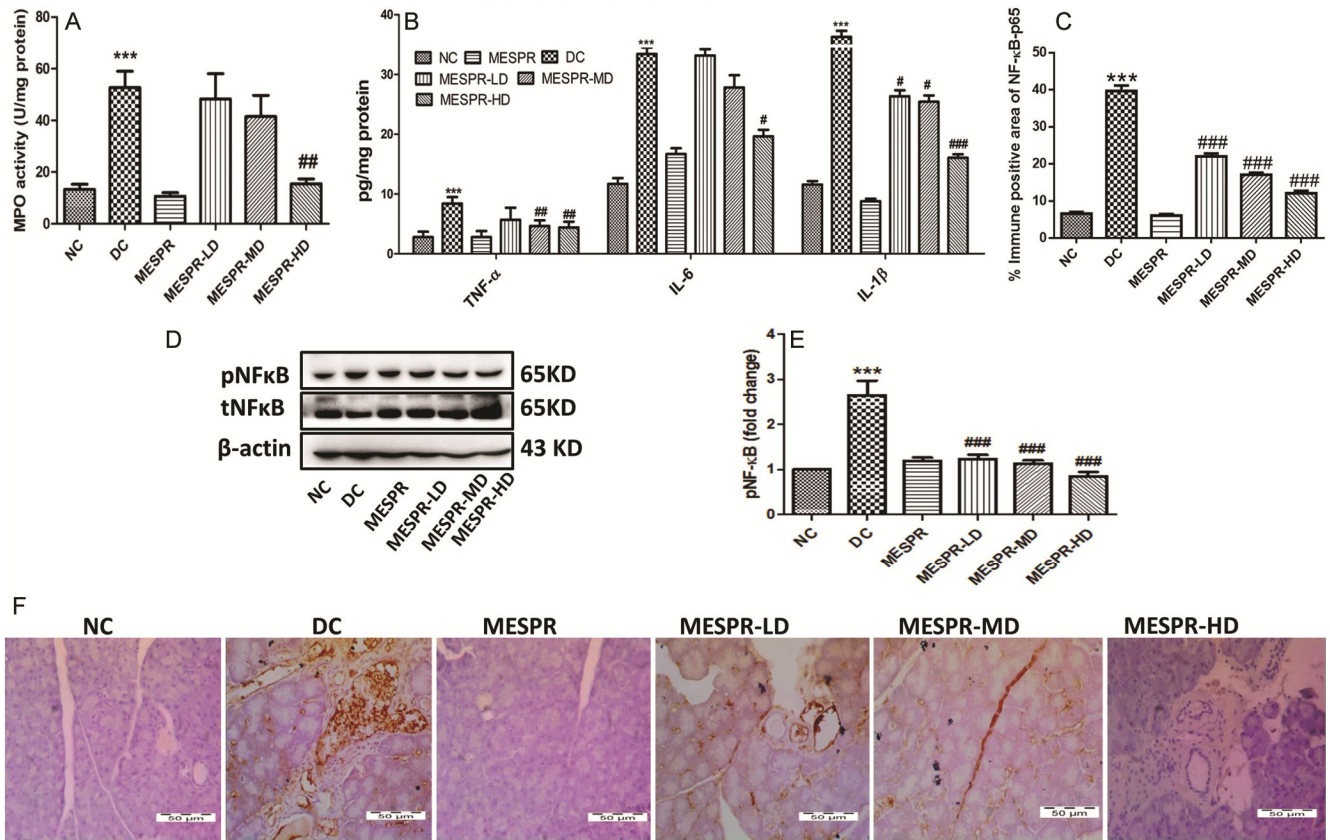 A
MPO activity (U/mg protein)
80
60
40
20
0
***
##
NC
DC
MESPR
MESPR-LD
MESPR-MD
MESPR-HD
B
pg/mg protein
40
30
20
10
0
NC MESPR DC
MESPR-LD MESPR-MD
MESPR-HD
***
##
##
***
#
***
#
#
###
TNF-α
IL-6
IL-1β
C
% Immune positive area of NF-κB-p65
50
40
30
20
10
0
***
###
###
###
NC
DC
MESPR
MESPR-LD
MESPR-MD
MESPR-HD
D
pNFκB 65KD
tNFκB 65KD
β-actin 43 KD
NC
DC
MESPR
MESPR-LD
MESPR-MD
MESPR-HD
E
pNF-κB (fold change)
4
3
2
1
0
***
###
###
###
NC
DC
MESPR
MESPR-LD
MESPR-MD
MESPR-HD
F
NC DC MESPR MESPR-LD MESPR-MD MESPR-HD
50 µm 50 µm 50 µm 50 µm 50 µm 50 µm